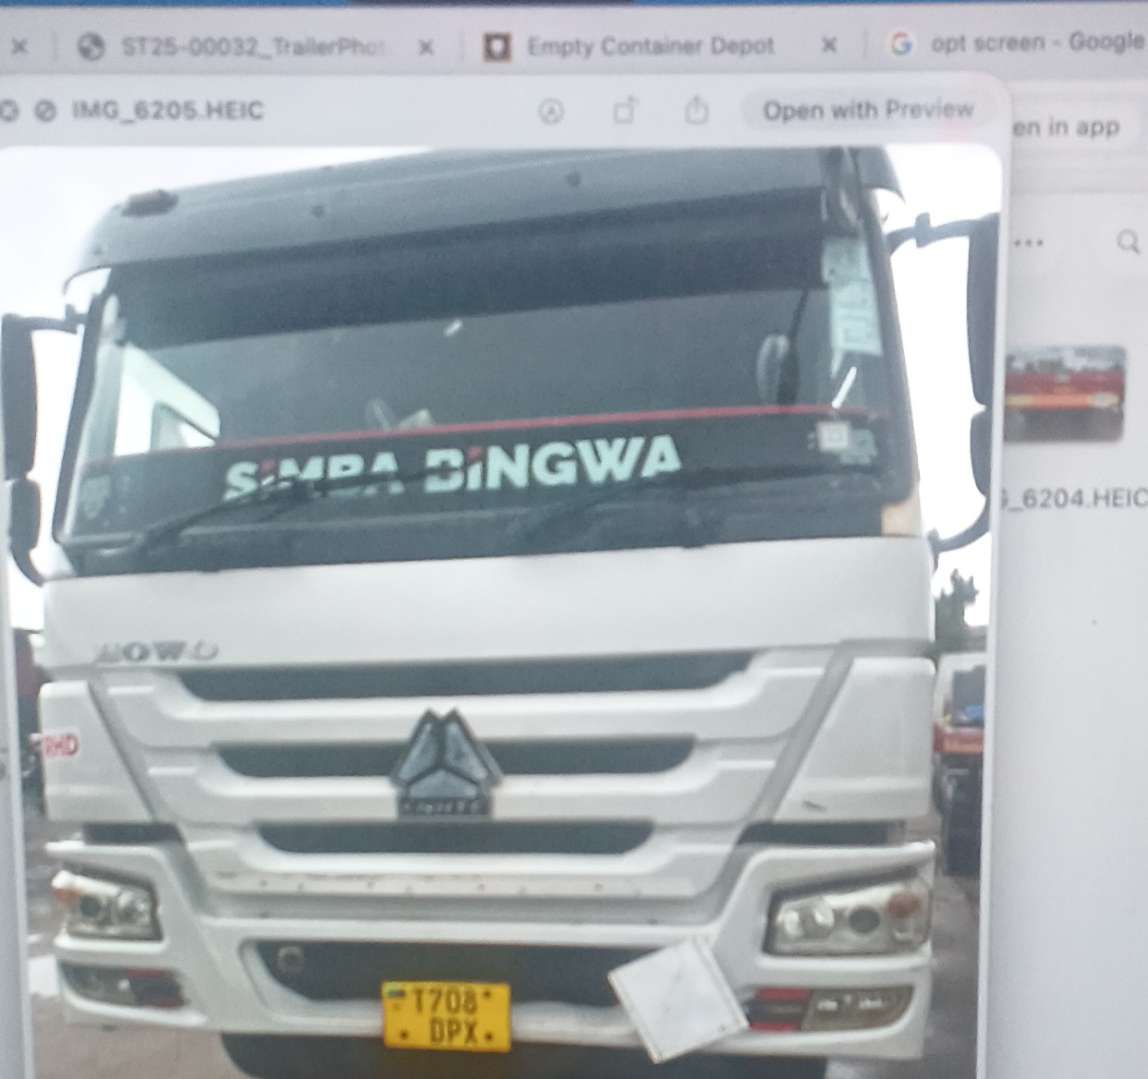 ST25-00032_TrailerPhot
Empty Container Depot
opt screen - Google
IMG_6205.HEIC
Open with Preview
en in app
SiMBA BiNGWA
_6204.HEIC
HOWO
RHD
T708
DPX